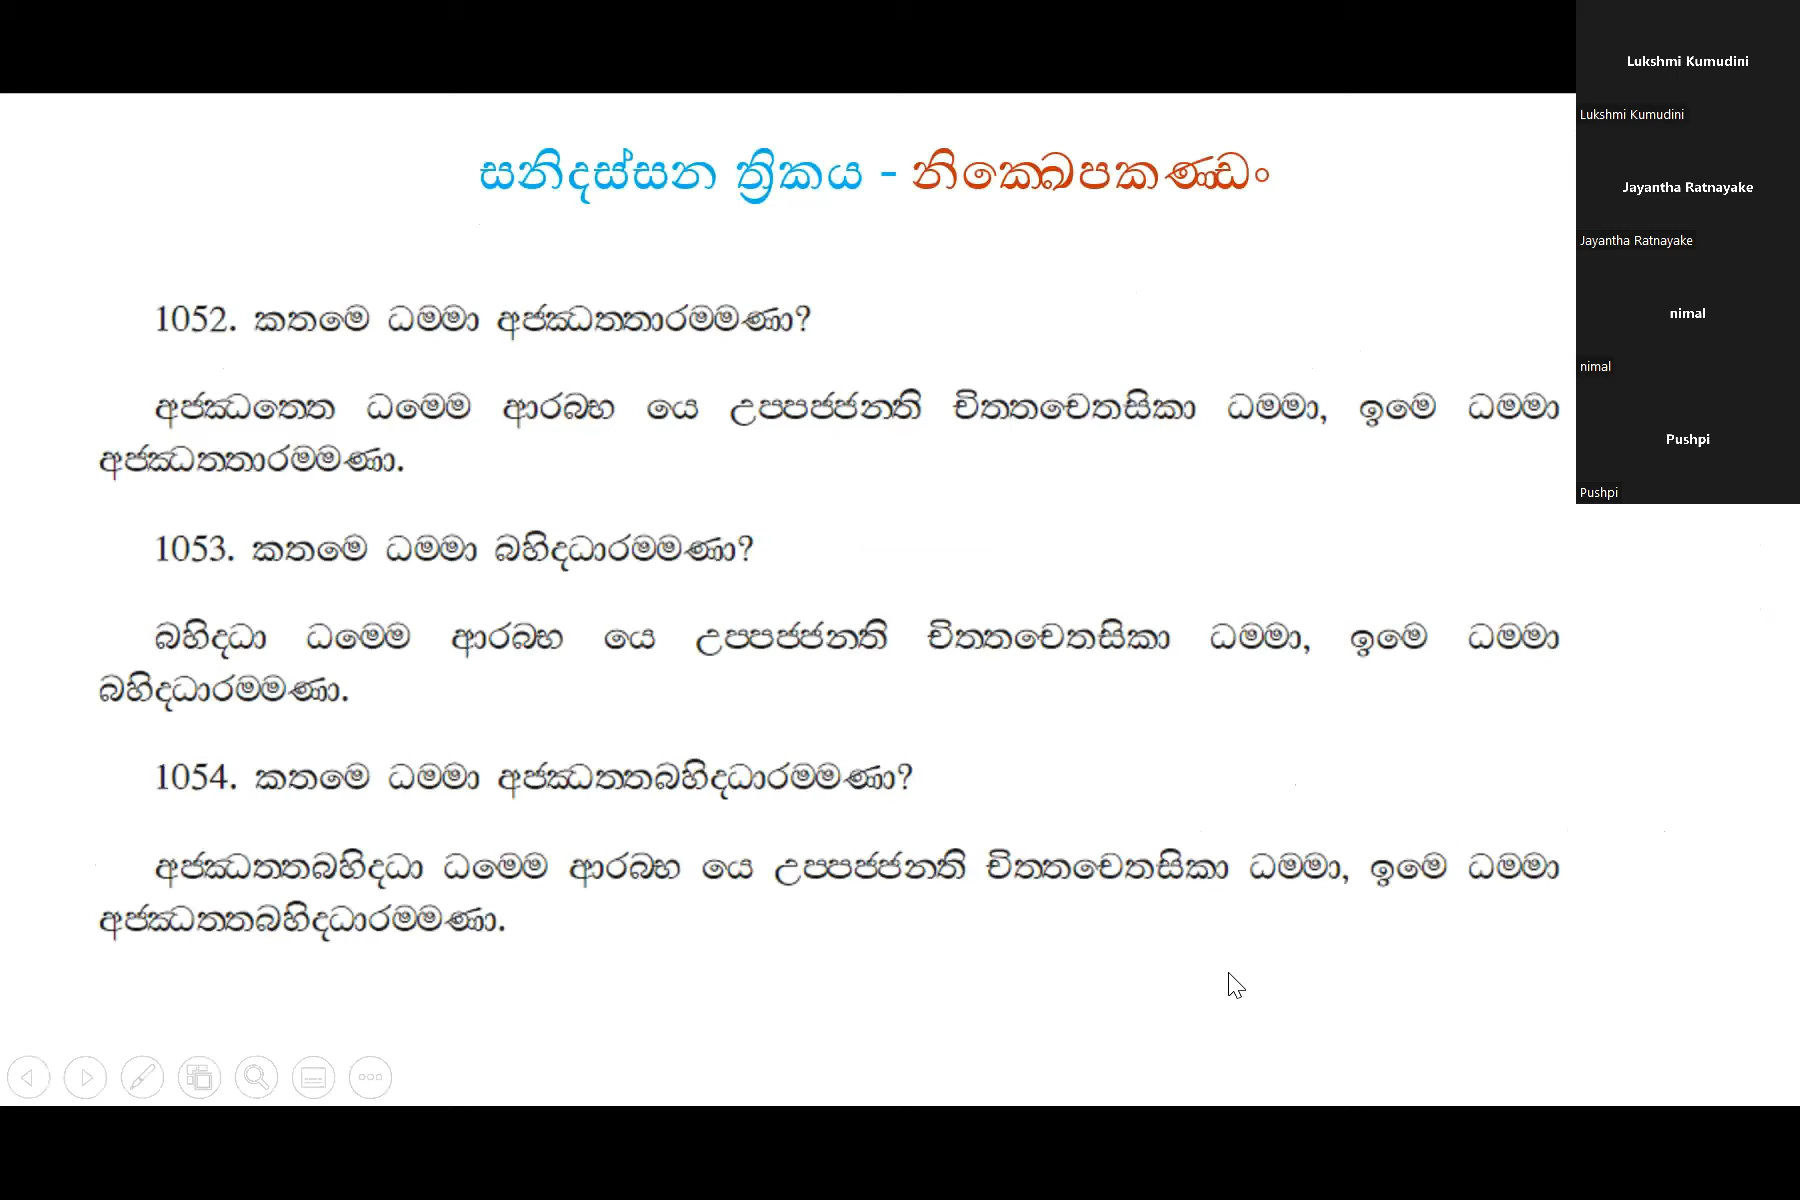 සනිදස්සන ත්‍රිකය - නික‍්ඛෙපකණ‍්ඩං
1052. කතමෙ ධම‍්මා අජ‍්ඣත‍්තාරම‍්මණා?
අජ‍්ඣත‍්තෙ ධම‍්මෙ ආරබ‍්භ යෙ උප‍්පජ‍්ජන‍්ති චිත‍්තචෙතසිකා ධම‍්මා, ඉමෙ ධම‍්මා
අජ‍්ඣත‍්තාරම‍්මණා.
1053. කතමෙ ධම‍්මා බහිද‍්ධාරම‍්මණා?
බහිද‍්ධා ධම‍්මෙ ආරබ‍්භ යෙ උප‍්පජ‍්ජන‍්ති චිත‍්තචෙතසිකා ධම‍්මා, ඉමෙ ධම‍්මා
බහිද‍්ධාරම‍්මණා.
1054. කතමෙ ධම‍්මා අජ‍්ඣත‍්තබහිද‍්ධාරම‍්මණා?
අජ‍්ඣත‍්තබහිද‍්ධා ධම‍්මෙ ආරබ‍්භ යෙ උප‍්පජ‍්ජන‍්ති චිත‍්තචෙතසිකා ධම‍්මා, ඉමෙ ධම‍්මා
අජ‍්ඣත‍්තබහිද‍්ධාරම‍්මණා.
Lukshmi Kumudini
Lukshmi Kumudini
Jayantha Ratnayake
Jayantha Ratnayake
nimal
nimal
Pushpi
Pushpi